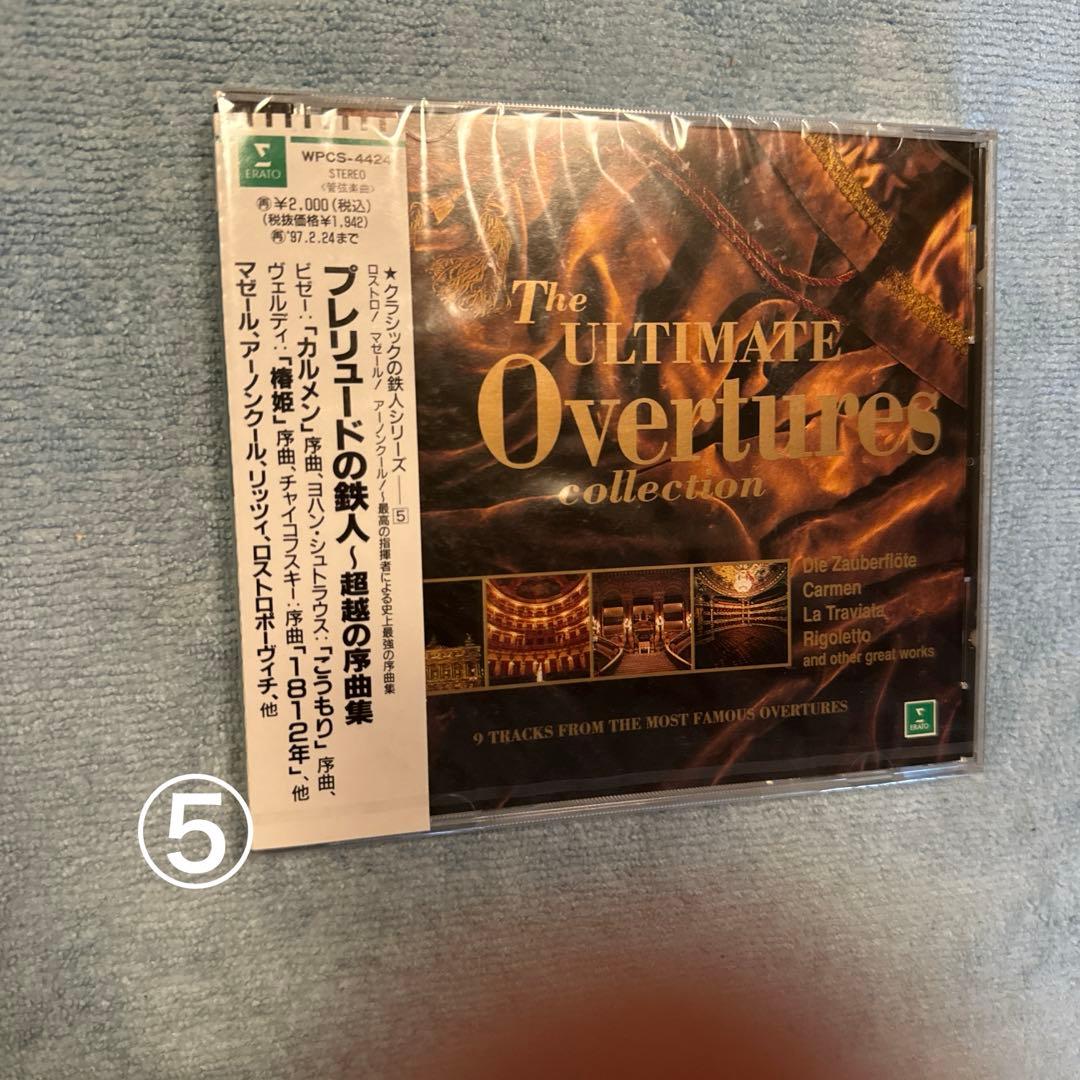 ERATO
WPCS-4424
STEREO
〈管弦楽曲〉
再¥2,000(税込)
(税抜価格¥1,942)
再'97.2.24まで
★クラシックの鉄人シリーズ──5
ロストロ! マゼール! アーノンクール!〜最高の指揮者による史上最強の序曲集
プレリュードの鉄人〜超越の序曲集
ビゼー:「カルメン」序曲、ヨハン・シュトラウス:「こうもり」序曲、
ヴェルディ:「椿姫」序曲、チャイコフスキー:序曲「1812年」、他
マゼール、アーノンクール、リッツィ、ロストロポーヴィチ、他
The
ULTIMATE
Overtures
collection
Die Zauberflöte
Carmen
La Traviata
Rigoletto
and other great works
9 TRACKS FROM THE MOST FAMOUS OVERTURES
ERATO
⑤